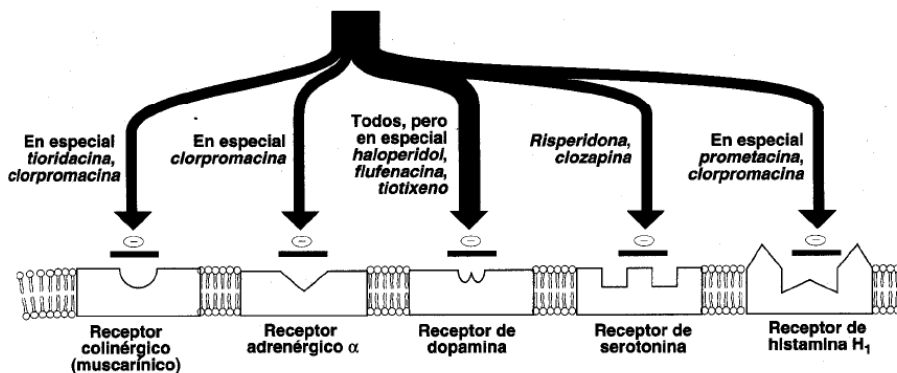 En especial
tioridacina,
clorpromacina
En especial
clorpromacina
Todos, pero
en especial
haloperidol,
flufenacina,
tiotixeno
Risperidona,
clozapina
En especial
prometacina,
clorpromacina
Receptor
colinérgico
(muscarínico)
Receptor
adrenérgico α
Receptor de
dopamina
Receptor de
serotonina
Receptor de
histamina H₁